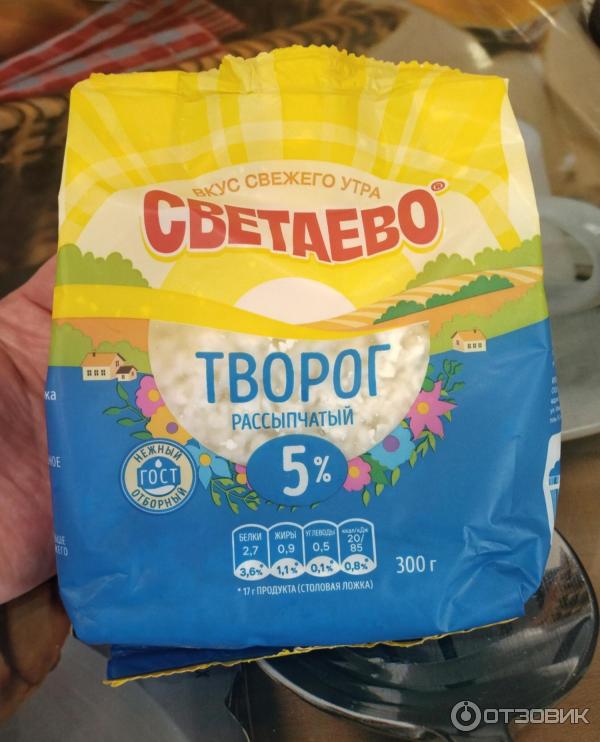 ВКУС СВЕЖЕГО УТРА
СВЕТАЕВО®
ТВОРОГ
РАССЫПЧАТЫЙ
5%
НЕЖНЫЙ
ГОСТ
ОТБОРНЫЙ
БЕЛКИ ЖИРЫ УГЛЕВОДЫ ккал/кДж
2,7 0,9 0,5 20/85
3,6%* 1,1%* 0,1%* 0,8%*
* 17 г ПРОДУКТА (СТОЛОВАЯ ЛОЖКА)
300 г
ОТЗОВИК